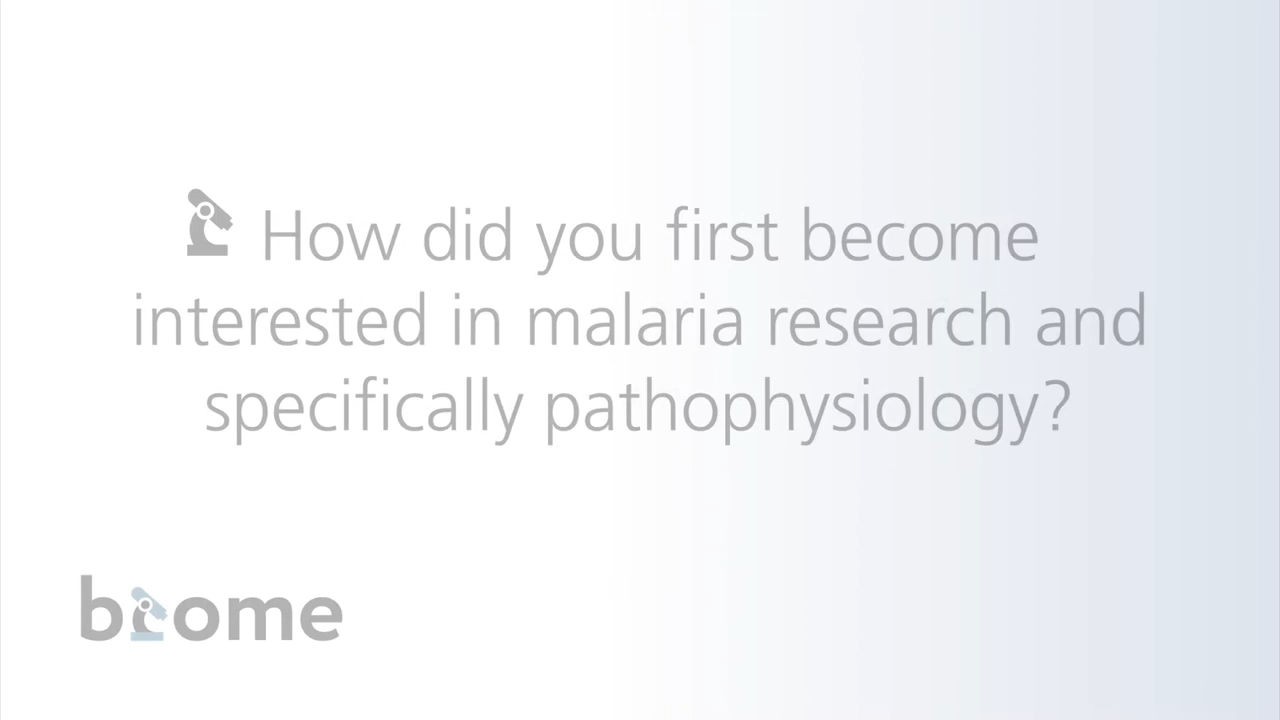 How did you first become
interested in malaria research and
specifically pathophysiology?
biome